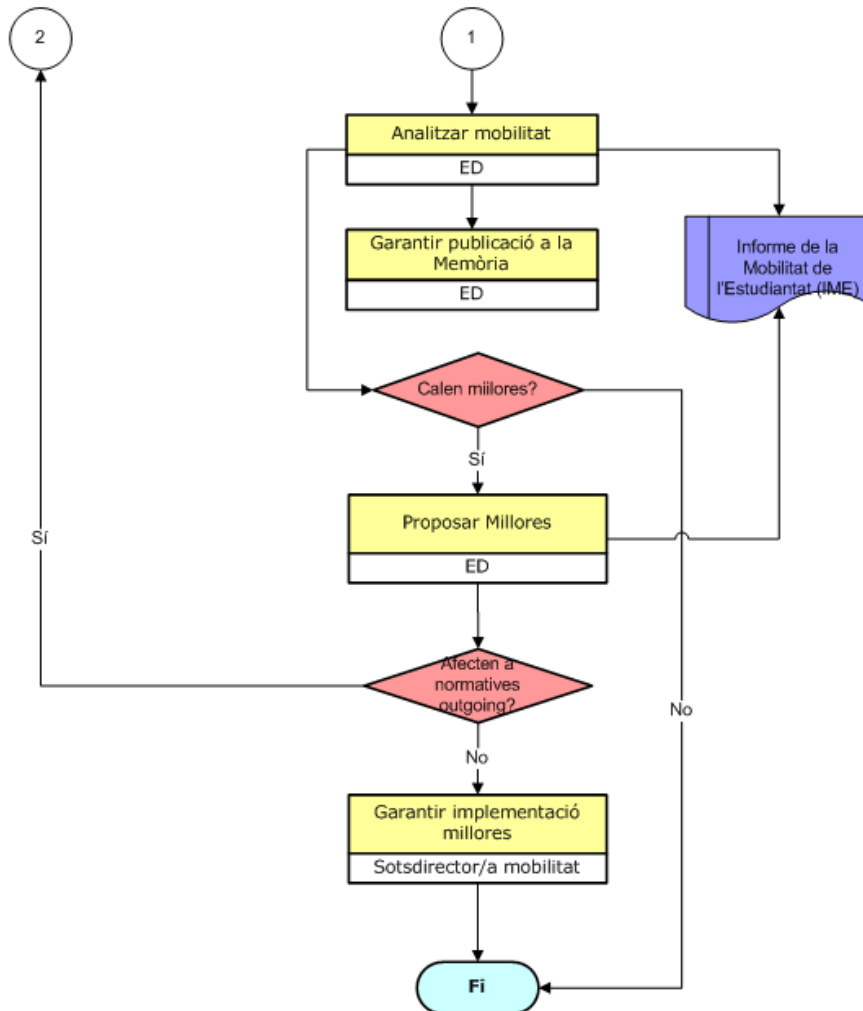 2
1
Analitzar mobilitat
ED
Garantir publicació a la
Memòria
ED
Informe de la
Mobilitat de
l'Estudiantat (IME)
Calen miilores?
Sí
Proposar Millores
ED
Sí
Afecten a
normatives
outgoing?
No
No
Garantir implementació
millores
Sotsdirector/a mobilitat
Fi